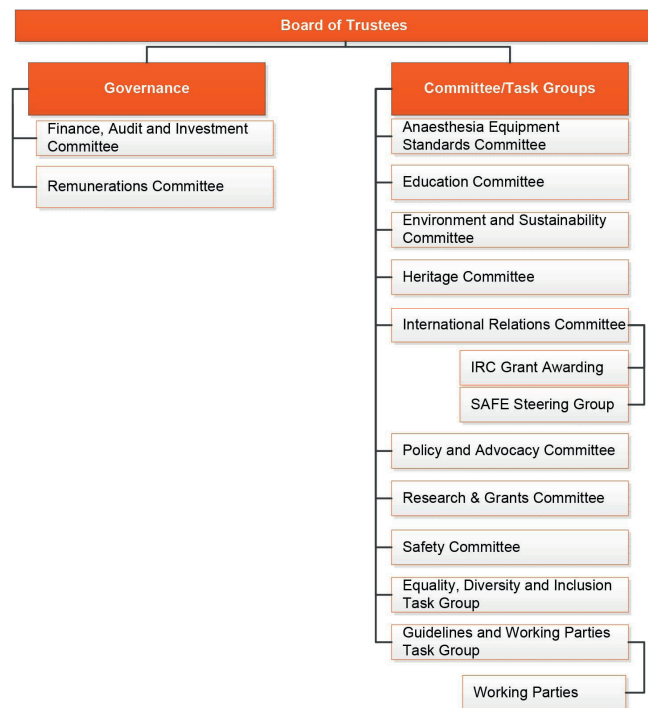 Board of Trustees
Governance
Finance, Audit and Investment
Committee
Remunerations Committee
Committee/Task Groups
Anaesthesia Equipment
Standards Committee
Education Committee
Environment and Sustainability
Committee
Heritage Committee
International Relations Committee
IRC Grant Awarding
SAFE Steering Group
Policy and Advocacy Committee
Research & Grants Committee
Safety Committee
Equality, Diversity and Inclusion
Task Group
Guidelines and Working Parties
Task Group
Working Parties